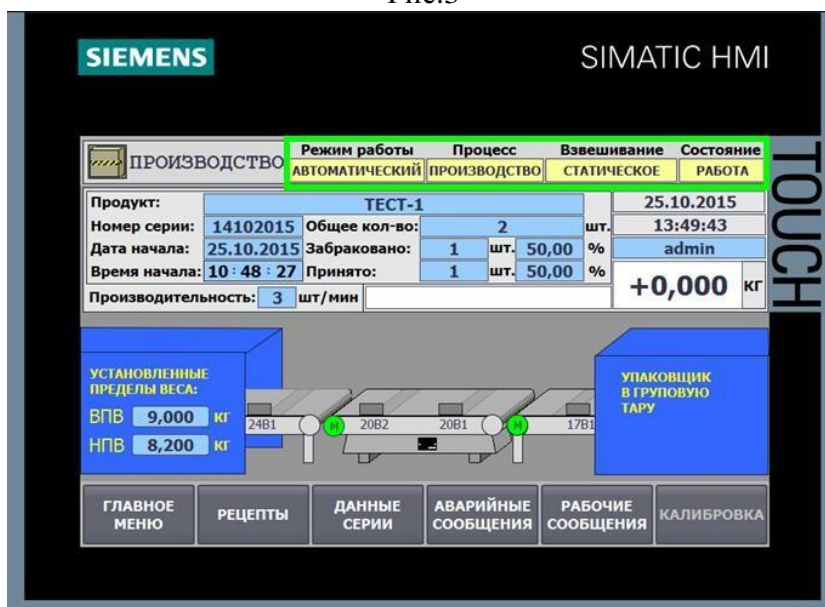 Рис.3
SIEMENS SIMATIC HMI
TOUCH
ПРОИЗВОДСТВО
Режим работы Процесс Взвешивание Состояние
АВТОМАТИЧЕСКИЙ ПРОИЗВОДСТВО СТАТИЧЕСКОЕ РАБОТА
Продукт: ТЕСТ-1 25.10.2015
Номер серии: 14102015 Общее кол-во: 2 шт. 13:49:43
Дата начала: 25.10.2015 Забраковано: 1 шт. 50,00 % admin
Время начала: 10:48:27 Принято: 1 шт. 50,00 %
+0,000 кг
Производительность: 3 шт/мин
УСТАНОВЛЕННЫЕ
ПРЕДЕЛЫ ВЕСА:
ВПВ 9,000 кг
НПВ 8,200 кг
24B1 M 20B2 20B1 M 17B1
УПАКОВЩИК
В ГРУПОВУЮ
ТАРУ
ГЛАВНОЕ
МЕНЮ
РЕЦЕПТЫ
ДАННЫЕ
СЕРИИ
АВАРИЙНЫЕ
СООБЩЕНИЯ
РАБОЧИЕ
СООБЩЕНИЯ
КАЛИБРОВКА